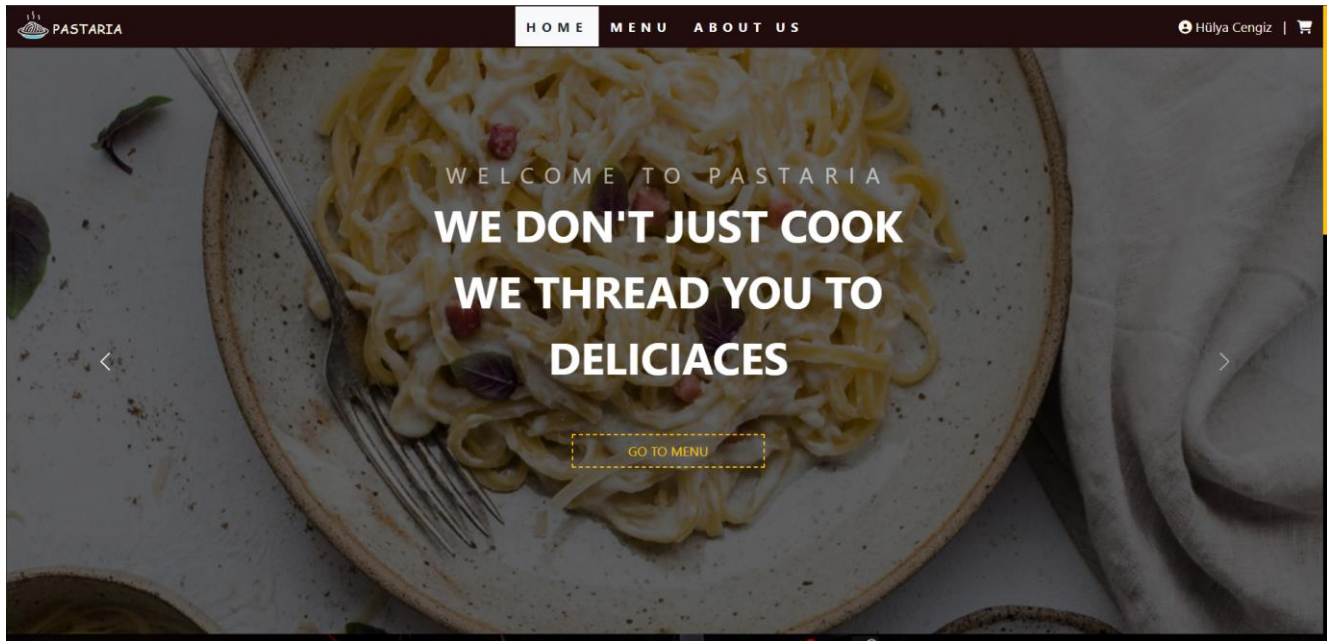 PASTARIA
HOME MENU ABOUT US
Hülya Cengiz |
WELCOME TO PASTARIA
WE DON'T JUST COOK
WE THREAD YOU TO
DELICIACES
GO TO MENU